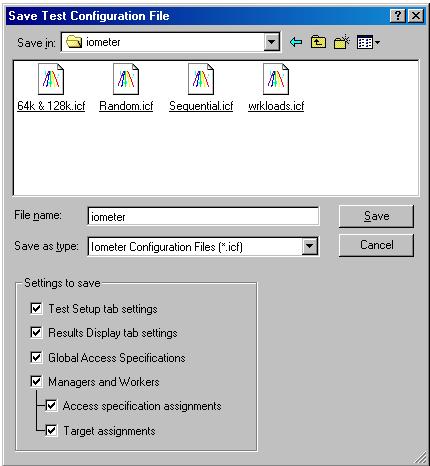 Save Test Configuration File
Save in: iometer
64k & 128k.icf Random.icf Sequential.icf wrkloads.icf
File name: iometer Save
Save as type: Iometer Configuration Files (*.icf) Cancel
Settings to save
Test Setup tab settings
Results Display tab settings
Global Access Specifications
Managers and Workers
Access specification assignments
Target assignments